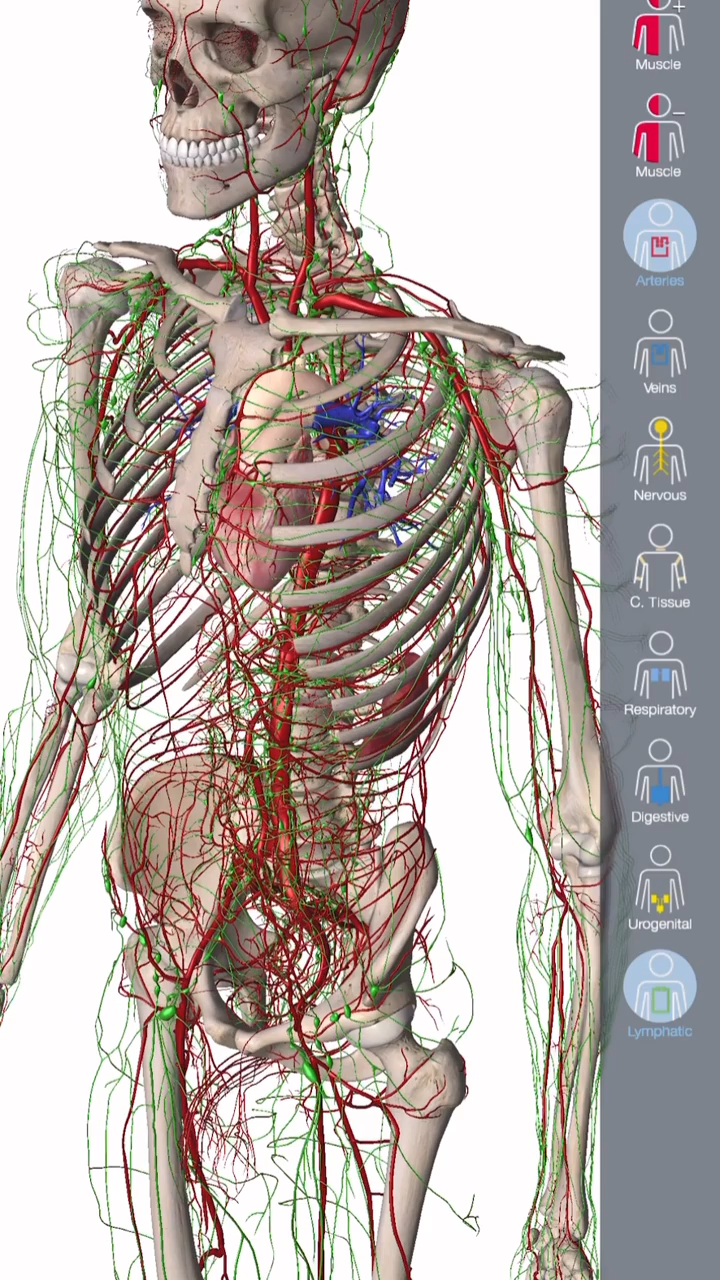 Muscle
Muscle
Arteries
Veins
Nervous
C. Tissue
Respiratory
Digestive
Urogenital
Lymphatic